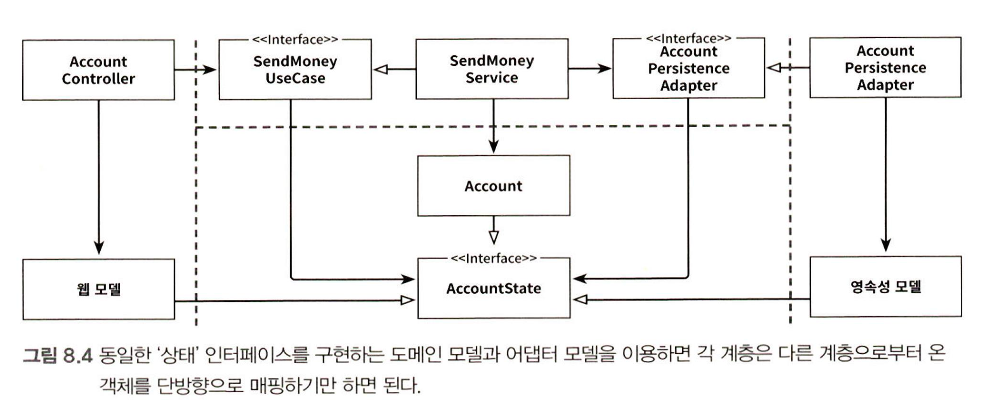 <<Interface>>
<<Interface>>
Account
Controller
SendMoney
UseCase
SendMoney
Service
Account
Persistence
Adapter
Account
Persistence
Adapter
Account
<<Interface>>
웹 모델
AccountState
영속성 모델
그림 8.4 동일한 ‘상태’ 인터페이스를 구현하는 도메인 모델과 어댑터 모델을 이용하면 각 계층은 다른 계층으로부터 온
객체를 단방향으로 매핑하기만 하면 된다.